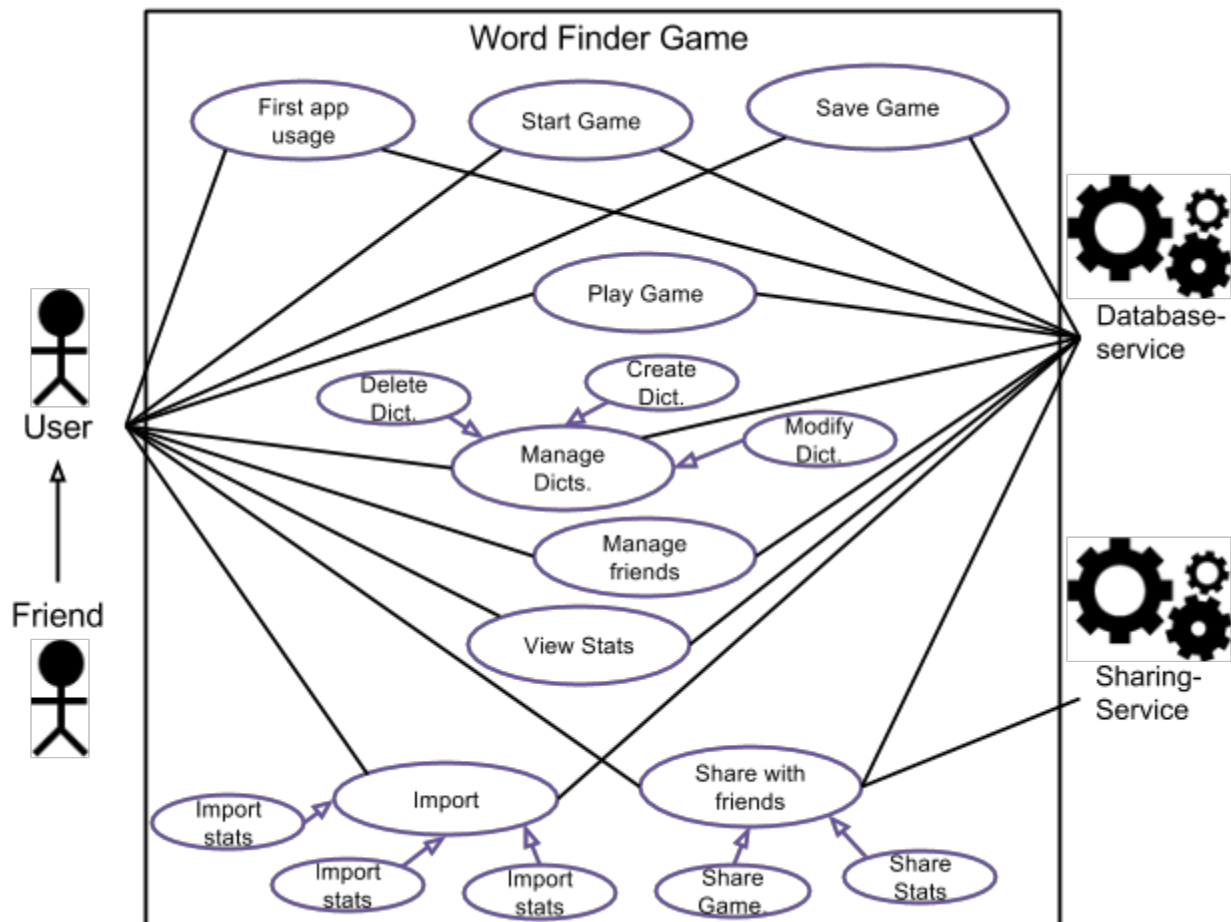 Word Finder Game
First app
usage
Start Game
Save Game
Play Game
Database-
service
User
Delete
Dict.
Create
Dict.
Modify
Dict.
Manage
Dicts.
Manage
friends
Friend
View Stats
Sharing-
Service
Import
Share with
friends
Import
stats
Import
stats
Import
stats
Share
Game.
Share
Stats